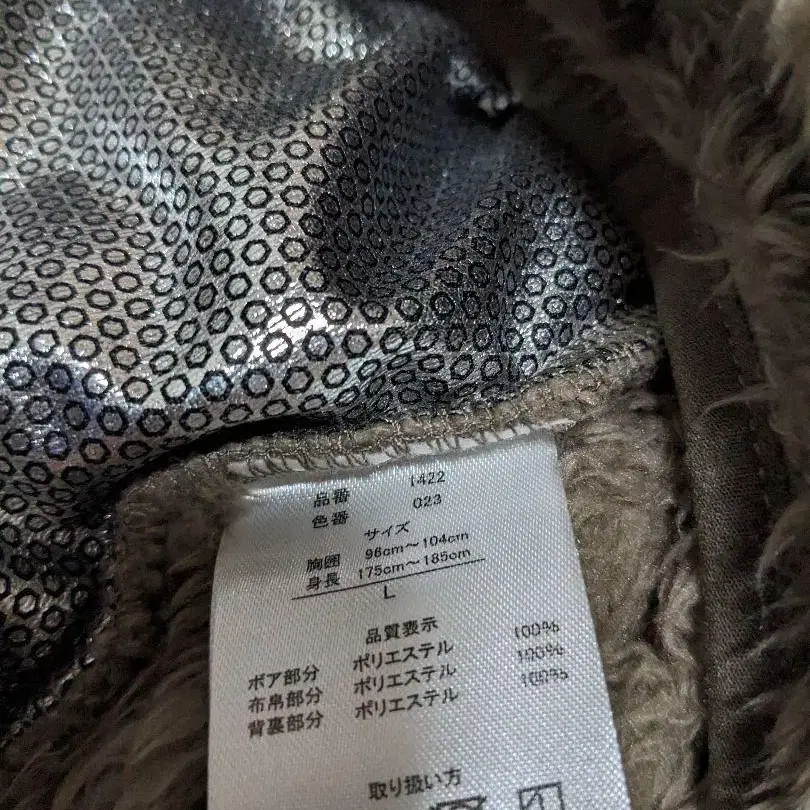 品番 1422
色番 023
サイズ
胸囲 96cm～104cm
身長 175cm～185cm
L
品質表示
ボア部分 ポリエステル 100%
布帛部分 ポリエステル 100%
背裏部分 ポリエステル 100%
取り扱い方